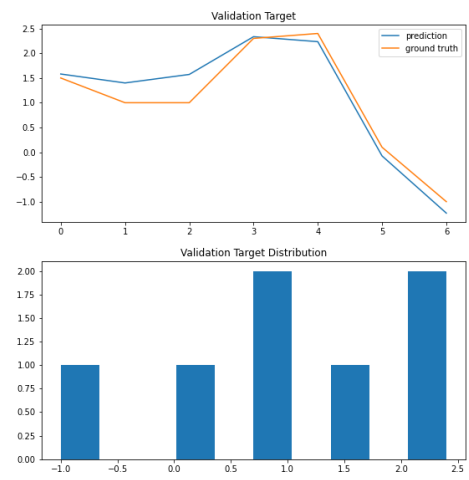 Validation Target
2.5
2.0
1.5
1.0
0.5
0.0
−0.5
−1.0
prediction
ground truth
0 1 2 3 4 5 6
Validation Target Distribution
2.00
1.75
1.50
1.25
1.00
0.75
0.50
0.25
0.00
−1.0 −0.5 0.0 0.5 1.0 1.5 2.0 2.5